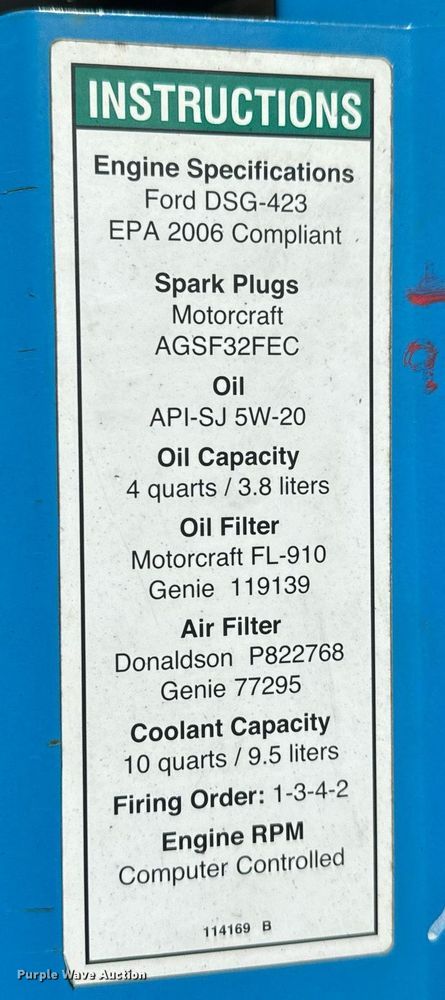 INSTRUCTIONS
Engine Specifications
Ford DSG-423
EPA 2006 Compliant
Spark Plugs
Motorcraft
AGSF32FEC
Oil
API-SJ 5W-20
Oil Capacity
4 quarts / 3.8 liters
Oil Filter
Motorcraft FL-910
Genie 119139
Air Filter
Donaldson P822768
Genie 77295
Coolant Capacity
10 quarts / 9.5 liters
Firing Order: 1-3-4-2
Engine RPM
Computer Controlled
114169 B
Purple Wave Auction